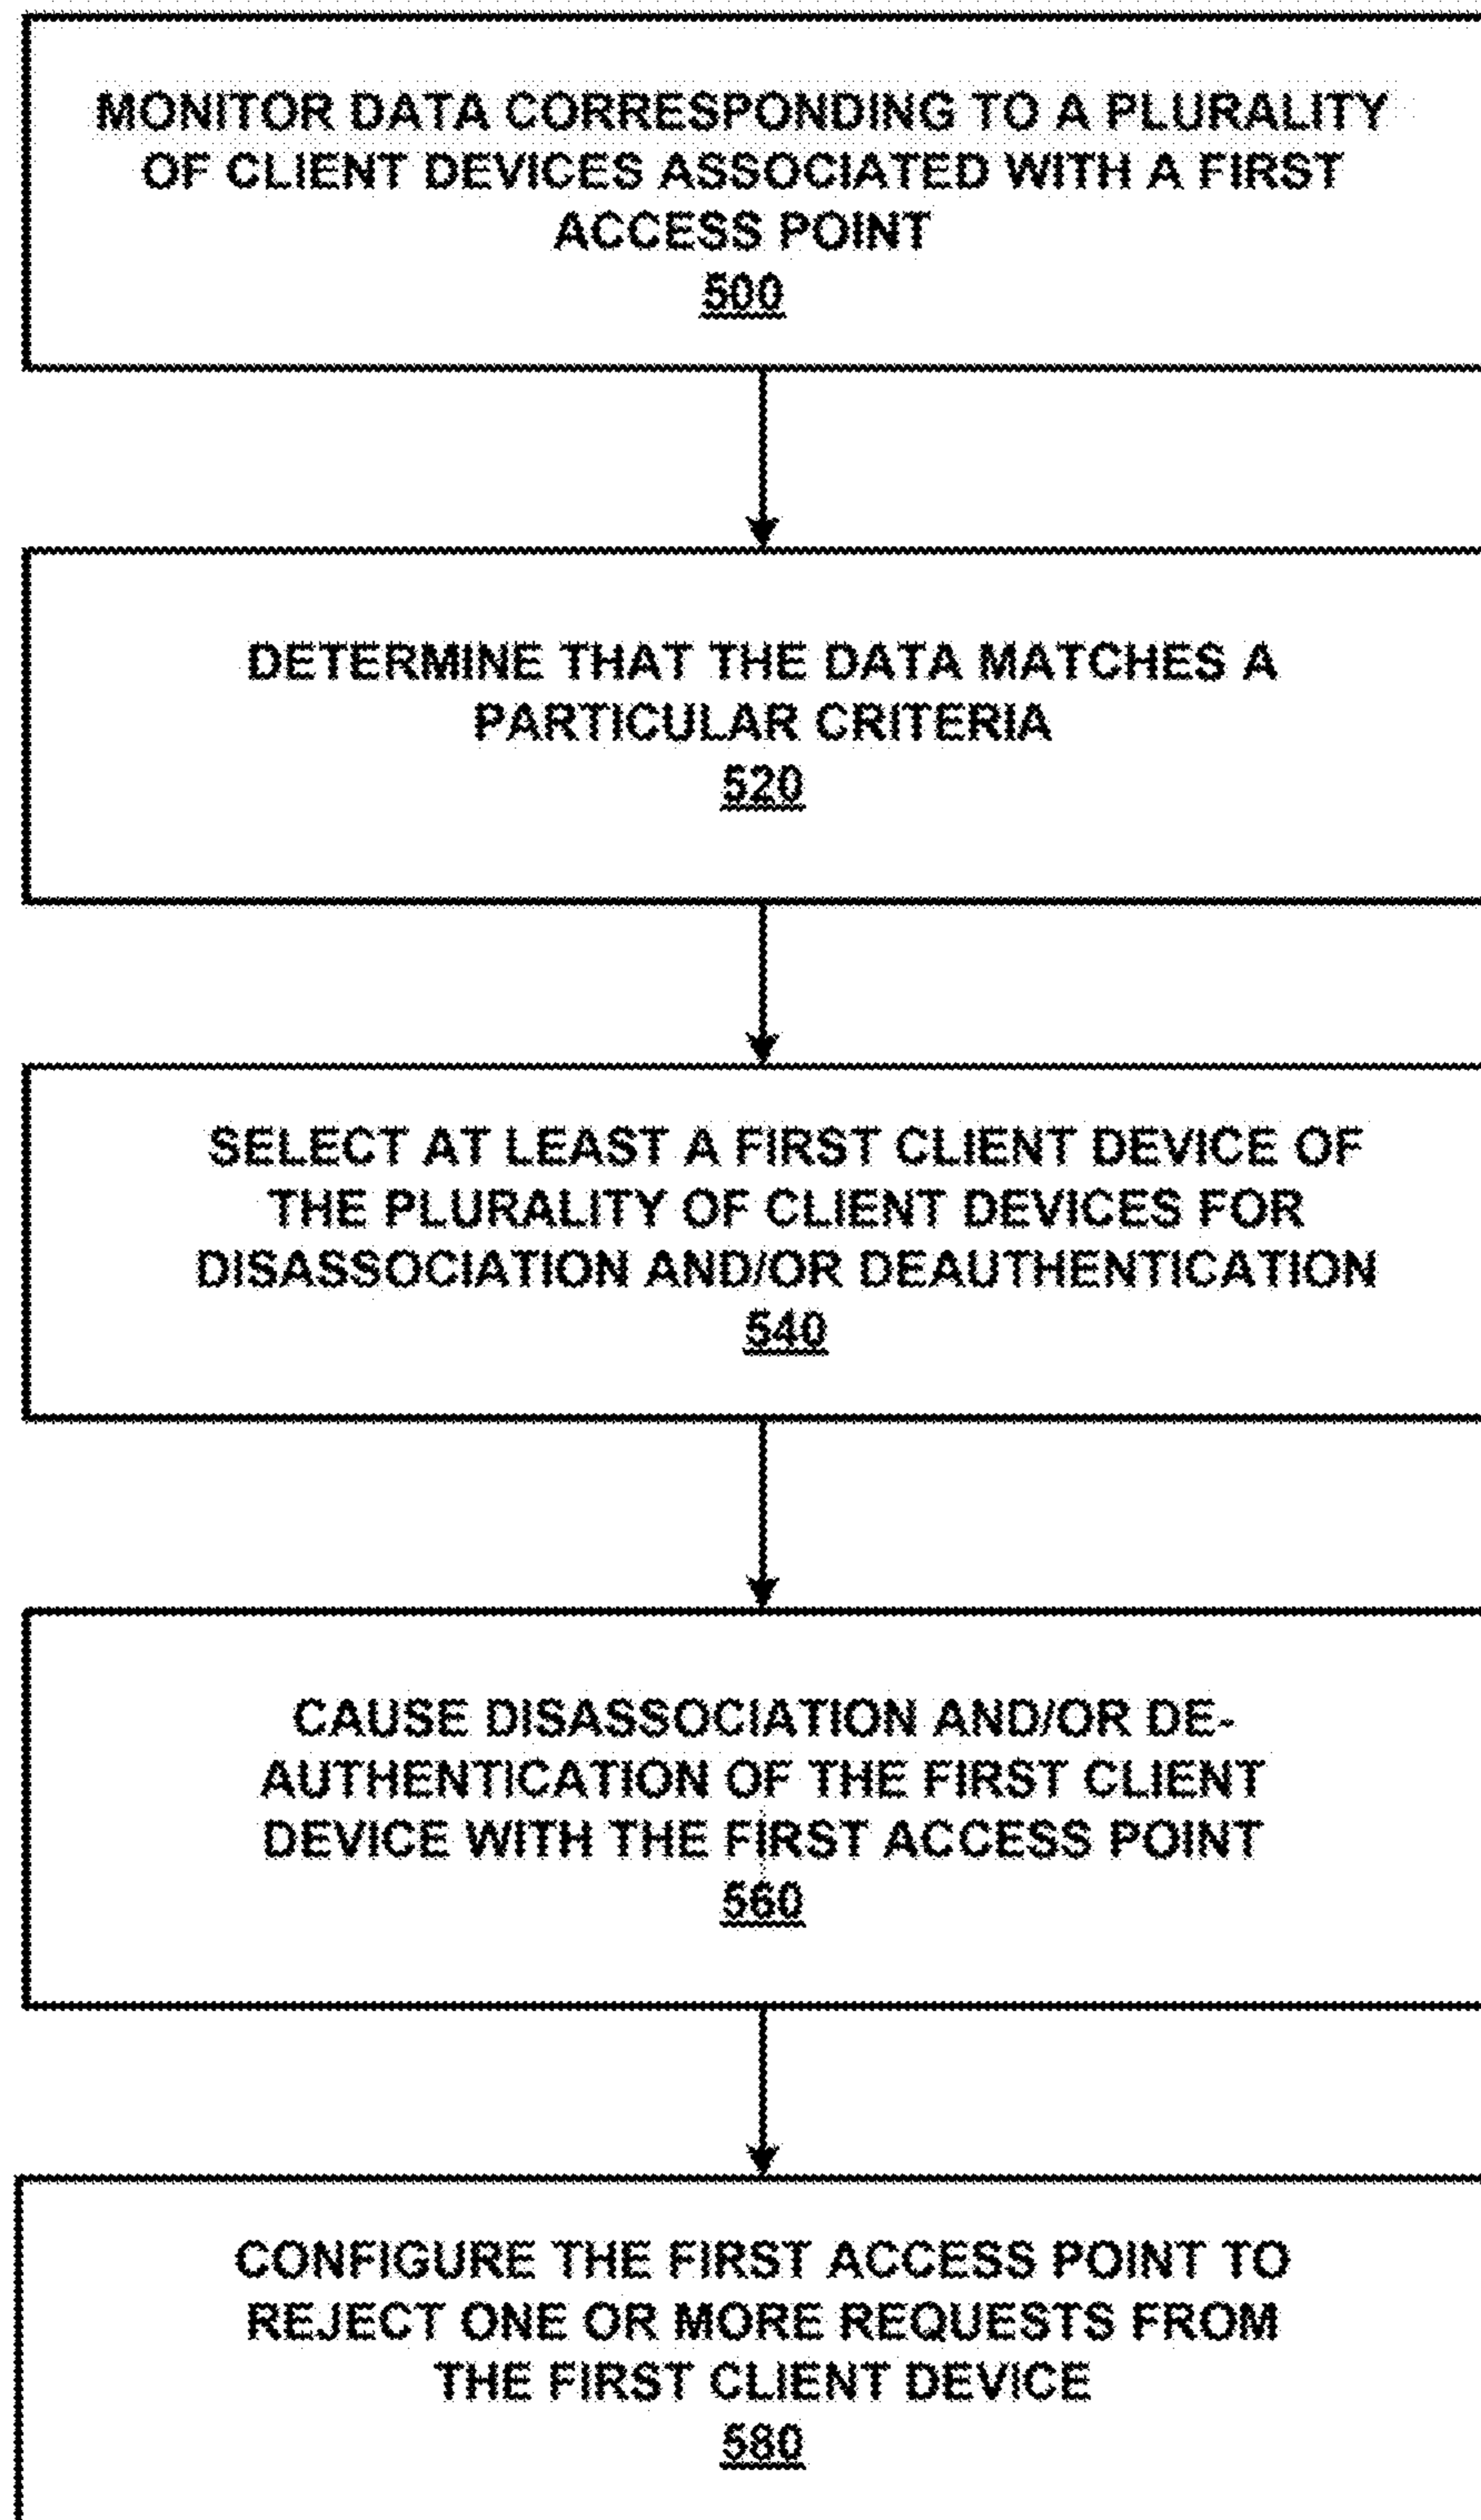 MONITOR DATA CORRESPONDING TO A PLURALITY
OF CLIENT DEVICES ASSOCIATED WITH A FIRST
ACCESS POINT
500
DETERMINE THAT THE DATA MATCHES A
PARTICULAR CRITERIA
520
SELECT AT LEAST A FIRST CLIENT DEVICE OF
THE PLURALITY OF CLIENT DEVICES FOR
DISASSOCIATION AND/OR DEAUTHENTICATION
540
CAUSE DISASSOCIATION AND/OR DE-
AUTHENTICATION OF THE FIRST CLIENT
DEVICE WITH THE FIRST ACCESS POINT
560
CONFIGURE THE FIRST ACCESS POINT TO
REJECT ONE OR MORE REQUESTS FROM
THE FIRST CLIENT DEVICE
580